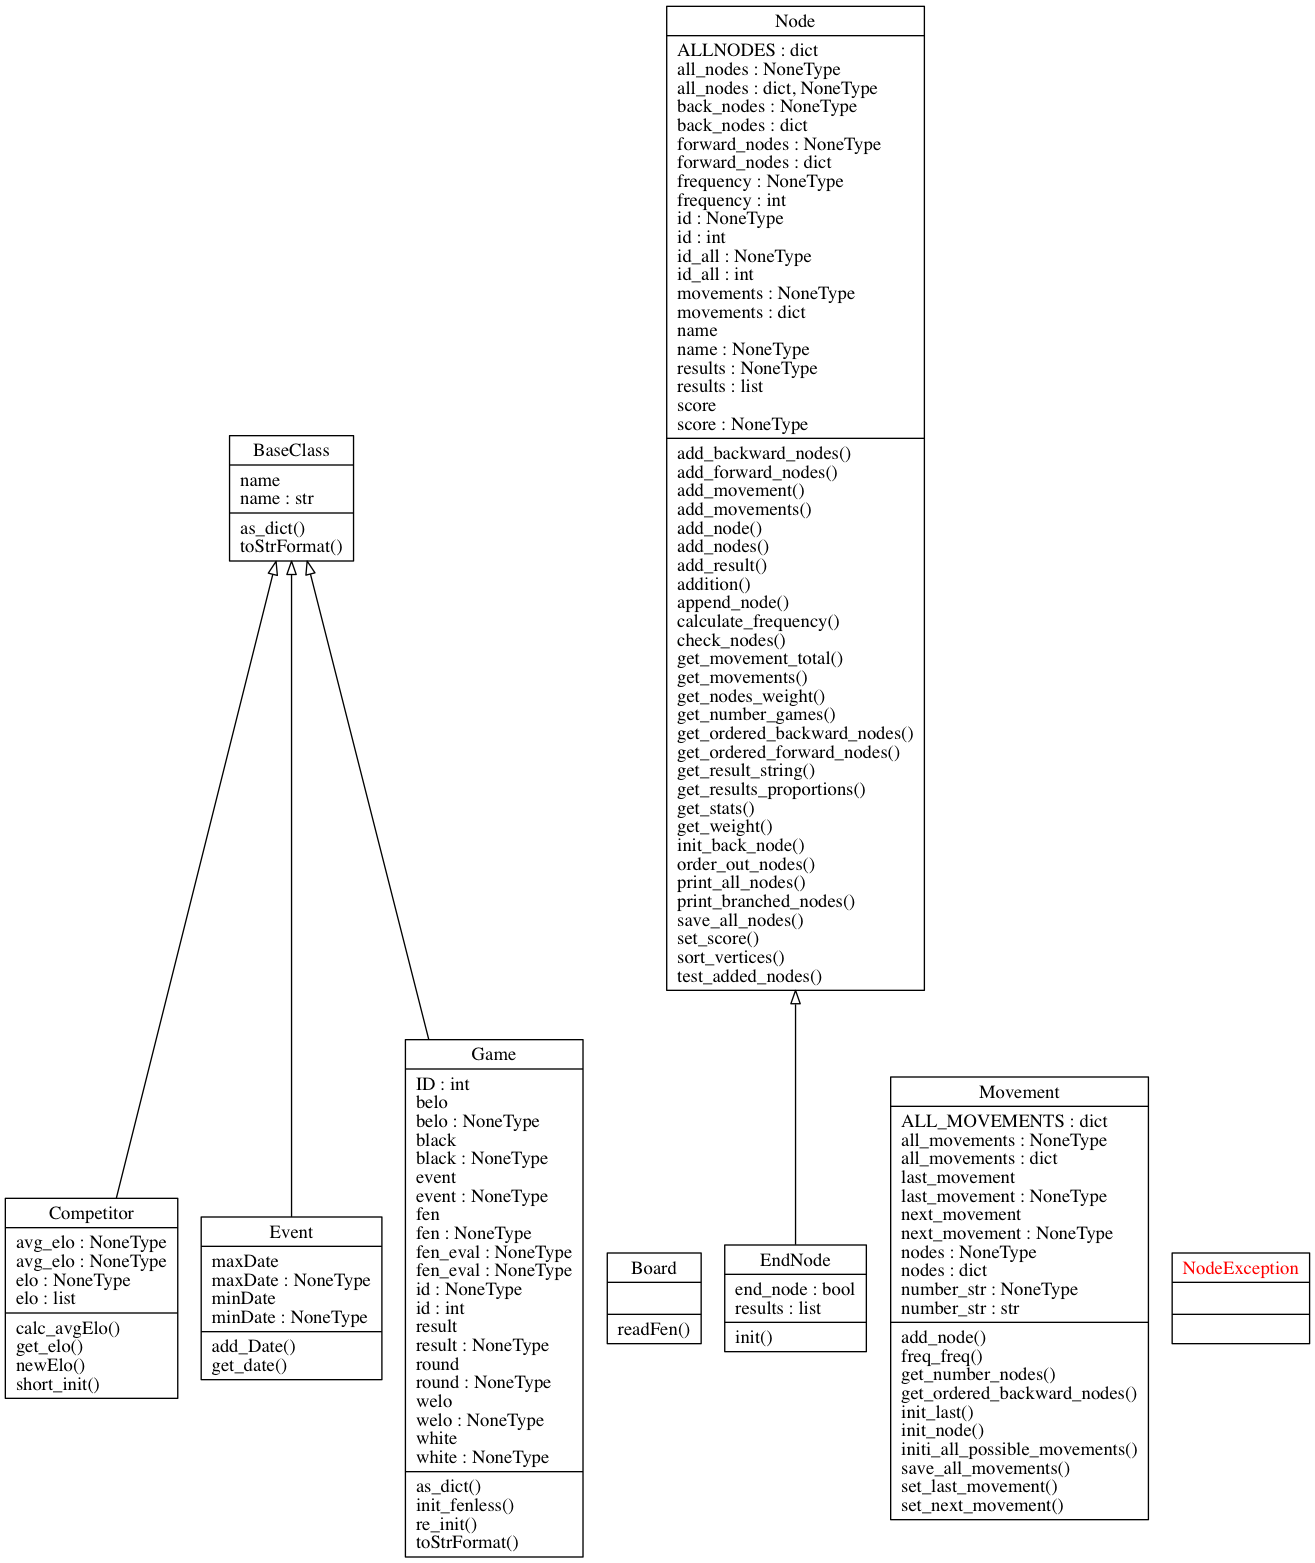 Node
ALLNODES : dict
all_nodes : NoneType
all_nodes : dict, NoneType
back_nodes : NoneType
back_nodes : dict
forward_nodes : NoneType
forward_nodes : dict
frequency : NoneType
frequency : int
id : NoneType
id : int
id_all : NoneType
id_all : int
movements : NoneType
movements : dict
name
name : NoneType
results : NoneType
results : list
score
score : NoneType
add_backward_nodes()
add_forward_nodes()
add_movement()
add_movements()
add_node()
add_nodes()
add_result()
addition()
append_node()
calculate_frequency()
check_nodes()
get_movement_total()
get_movements()
get_nodes_weight()
get_number_games()
get_ordered_backward_nodes()
get_ordered_forward_nodes()
get_result_string()
get_results_proportions()
get_stats()
get_weight()
init_back_node()
order_out_nodes()
print_all_nodes()
print_branched_nodes()
save_all_nodes()
set_score()
sort_vertices()
test_added_nodes()
BaseClass
name
name : str
as_dict()
toStrFormat()
Competitor
avg_elo : NoneType
avg_elo : NoneType
elo : NoneType
elo : list
calc_avgElo()
get_elo()
newElo()
short_init()
Event
maxDate
maxDate : NoneType
minDate
minDate : NoneType
add_Date()
get_date()
Game
ID : int
belo
belo : NoneType
black
black : NoneType
event
event : NoneType
fen
fen : NoneType
fen_eval : NoneType
fen_eval : NoneType
id : NoneType
id : int
result
result : NoneType
round
round : NoneType
welo
welo : NoneType
white
white : NoneType
as_dict()
init_fenless()
re_init()
toStrFormat()
Board
readFen()
EndNode
end_node : bool
results : list
init()
Movement
ALL_MOVEMENTS : dict
all_movements : NoneType
all_movements : dict
last_movement
last_movement : NoneType
next_movement
next_movement : NoneType
nodes : NoneType
nodes : dict
number_str : NoneType
number_str : str
add_node()
freq_freq()
get_number_nodes()
get_ordered_backward_nodes()
init_last()
init_node()
initi_all_possible_movements()
save_all_movements()
set_last_movement()
set_next_movement()
NodeException